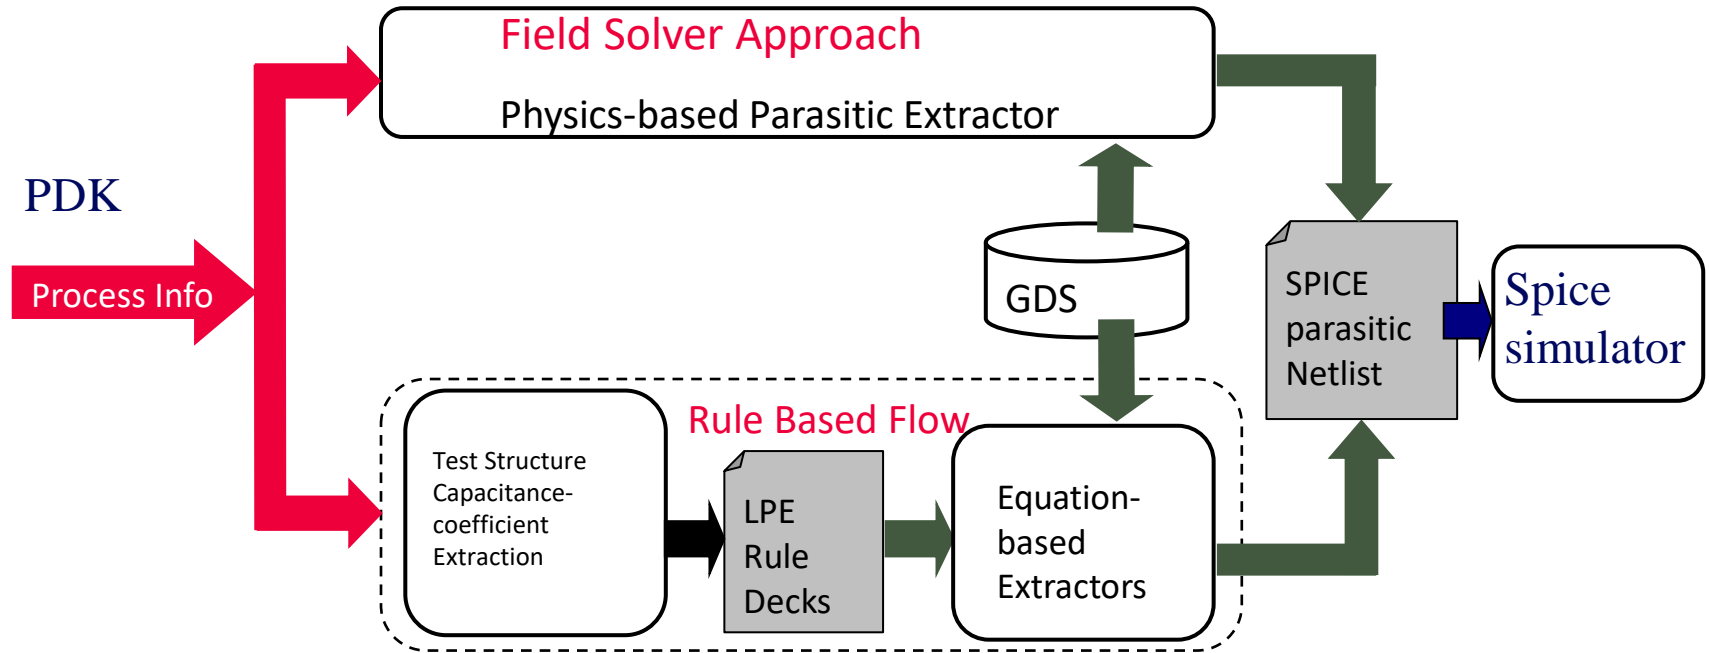 Field Solver Approach
Physics-based Parasitic Extractor
PDK
Process Info
GDS
SPICE
parasitic
Netlist
Spice
simulator
Rule Based Flow
Test Structure
Capacitance-
coefficient
Extraction
LPE
Rule
Decks
Equation-
based
Extractors